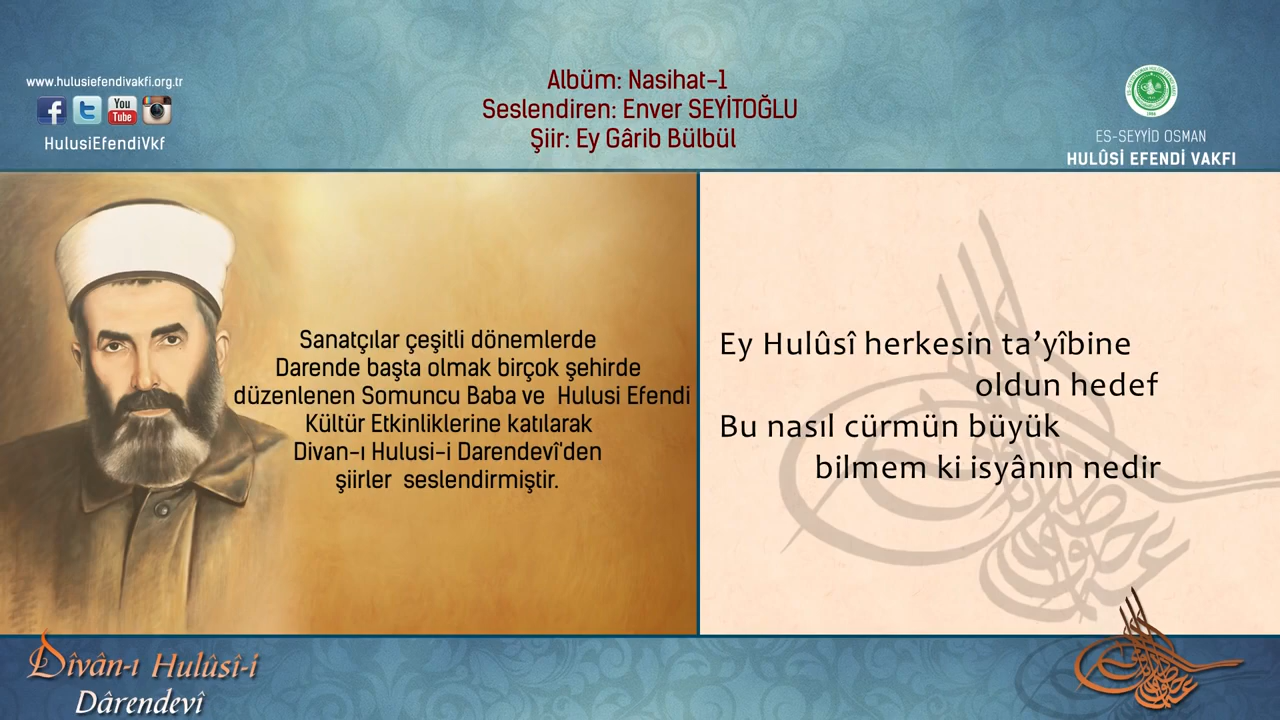 www.hulusiefendivakfi.org.tr
You
Tube
HulusiEfendiVkf
Albüm: Nasihat-1
Seslendiren: Enver SEYİTOĞLU
Şiir: Ey Gârib Bülbül
ES-SEYYİD OSMAN
HULÛSİ EFENDİ VAKFI
Sanatçılar çeşitli dönemlerde
Darende başta olmak birçok şehirde
düzenlenen Somuncu Baba ve Hulusi Efendi
Kültür Etkinliklerine katılarak
Divan-ı Hulusi-i Darendevî'den
şiirler seslendirmiştir.
Ey Hulûsî herkesin ta’yîbine
oldun hedef
Bu nasıl cürmün büyük
bilmem ki isyânın nedir
Dîvân-ı Hulûsî-i
Dârendevî